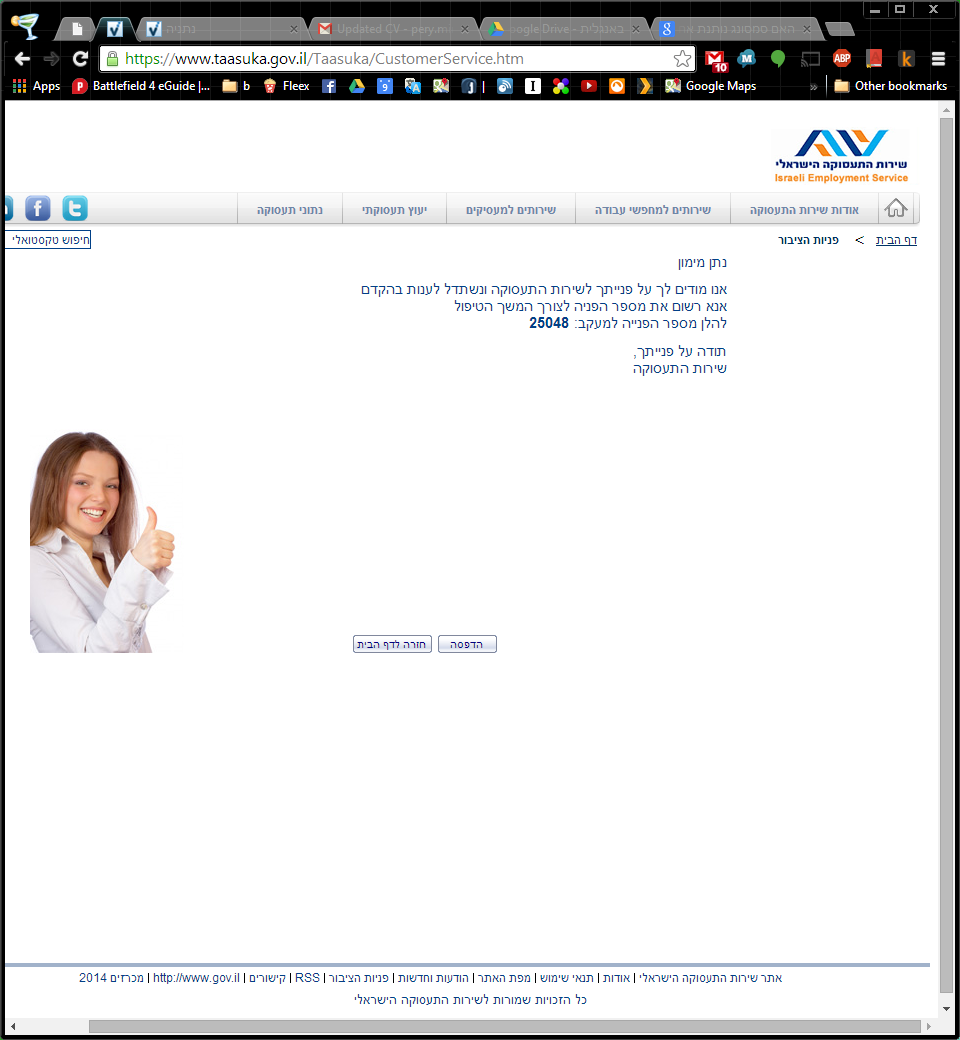 נתניה
Updated CV - pery.m
oogle Drive - באנגלית
האם סמסונג נותנת או
https://www.taasuka.gov.il/Taasuka/CustomerService.htm
10
ABP
Apps
Battlefield 4 eGuide |...
b
Fleex
Google Maps
»
Other bookmarks
שירות התעסוקה הישראלי
Israeli Employment Service
אודות שירות התעסוקה
שירותים למחפשי עבודה
שירותים למעסיקים
יעוץ תעסוקתי
נתוני תעסוקה
דף הבית > פניות הציבור
חיפוש טקסטואלי
נתן מימון
אנו מודים לך על פנייתך לשירות התעסוקה ונשתדל לענות בהקדם
אנא רשום את מספר הפניה לצורך המשך הטיפול
להלן מספר הפנייה למעקב: 25048
תודה על פנייתך,
שירות התעסוקה
הדפסה
חזרה לדף הבית
אתר שירות התעסוקה הישראלי | אודות | תנאי שימוש | מפת האתר | הודעות וחדשות | פניות הציבור | RSS | קישורים | http://www.gov.il | מכרזים 2014
כל הזכויות שמורות לשירות התעסוקה הישראלי